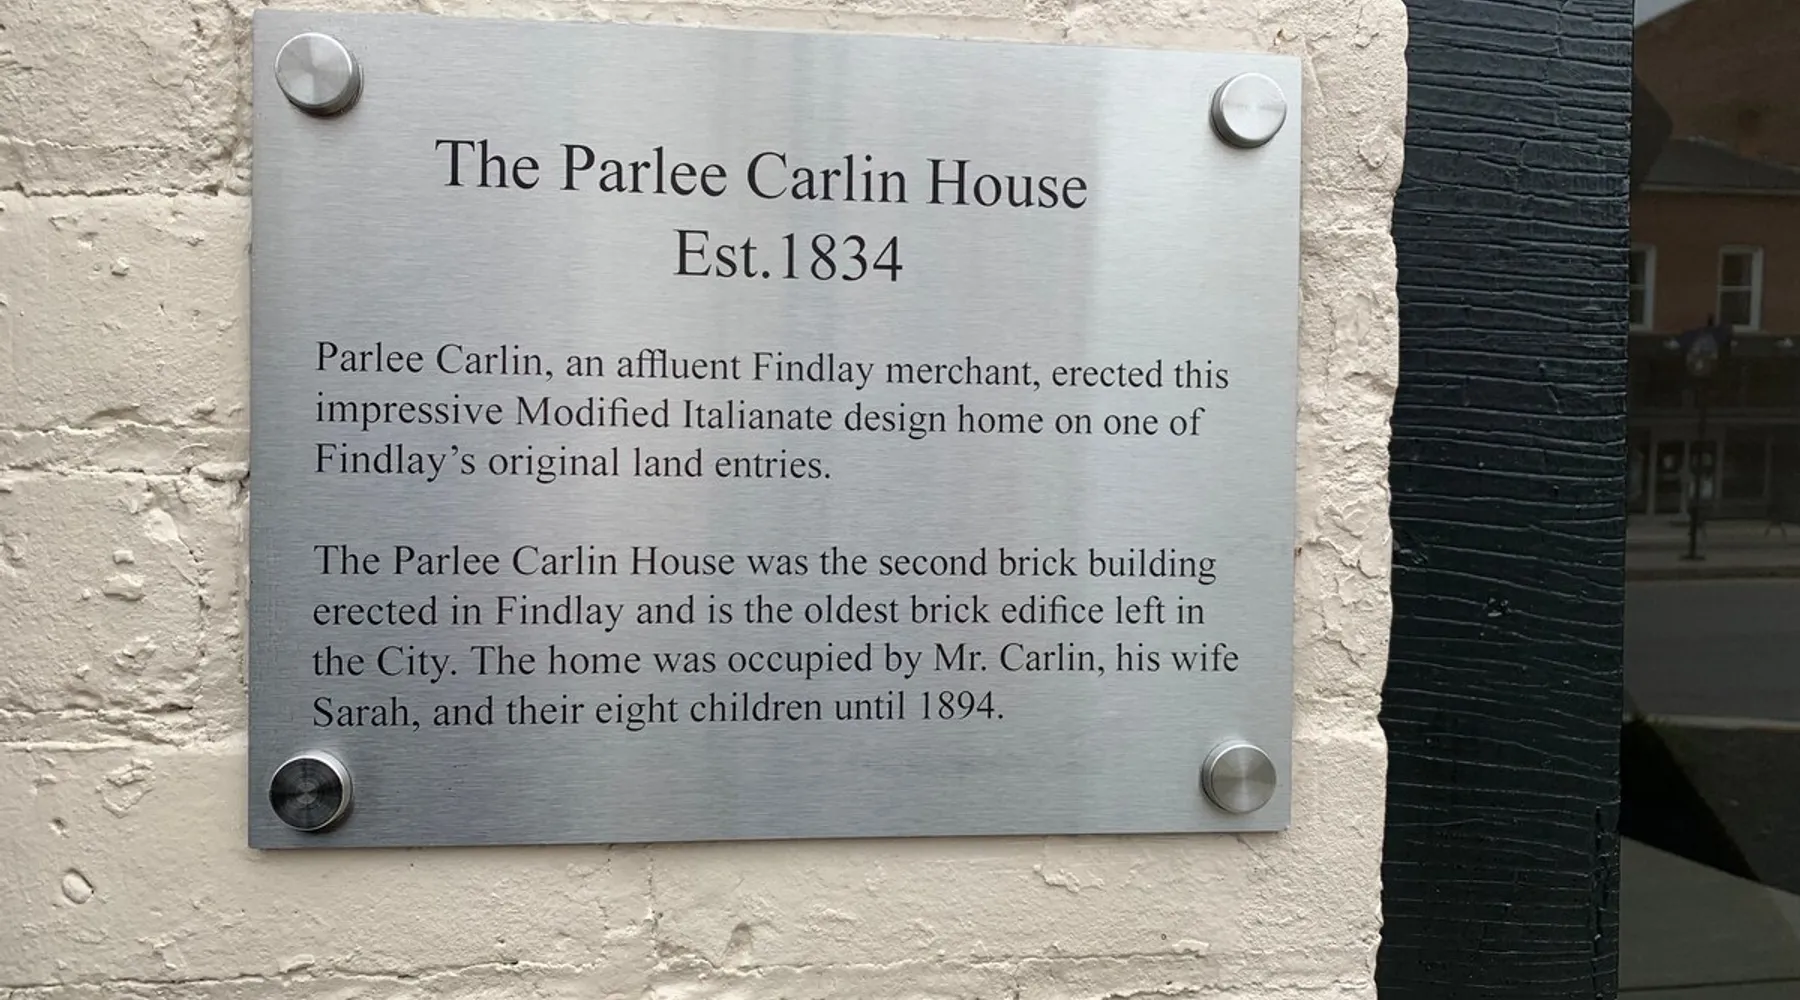 The Parlee Carlin House
Est.1834
Parlee Carlin, an affluent Findlay merchant, erected this
impressive Modified Italianate design home on one of
Findlay’s original land entries.
The Parlee Carlin House was the second brick building
erected in Findlay and is the oldest brick edifice left in
the City. The home was occupied by Mr. Carlin, his wife
Sarah, and their eight children until 1894.